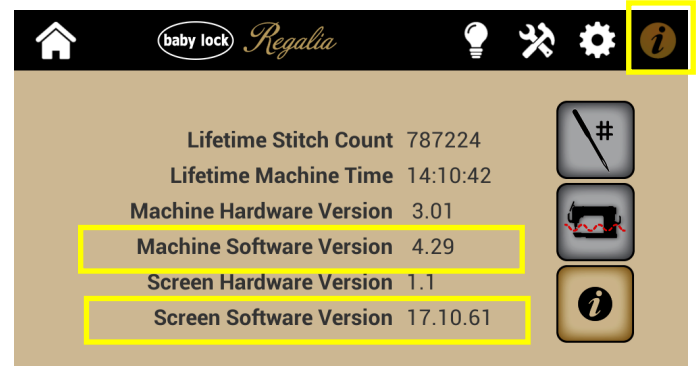 baby lock Regalia
Lifetime Stitch Count 787224
#
Lifetime Machine Time 14:10:42
Machine Hardware Version 3.01
Machine Software Version 4.29
Screen Hardware Version 1.1
Screen Software Version 17.10.61